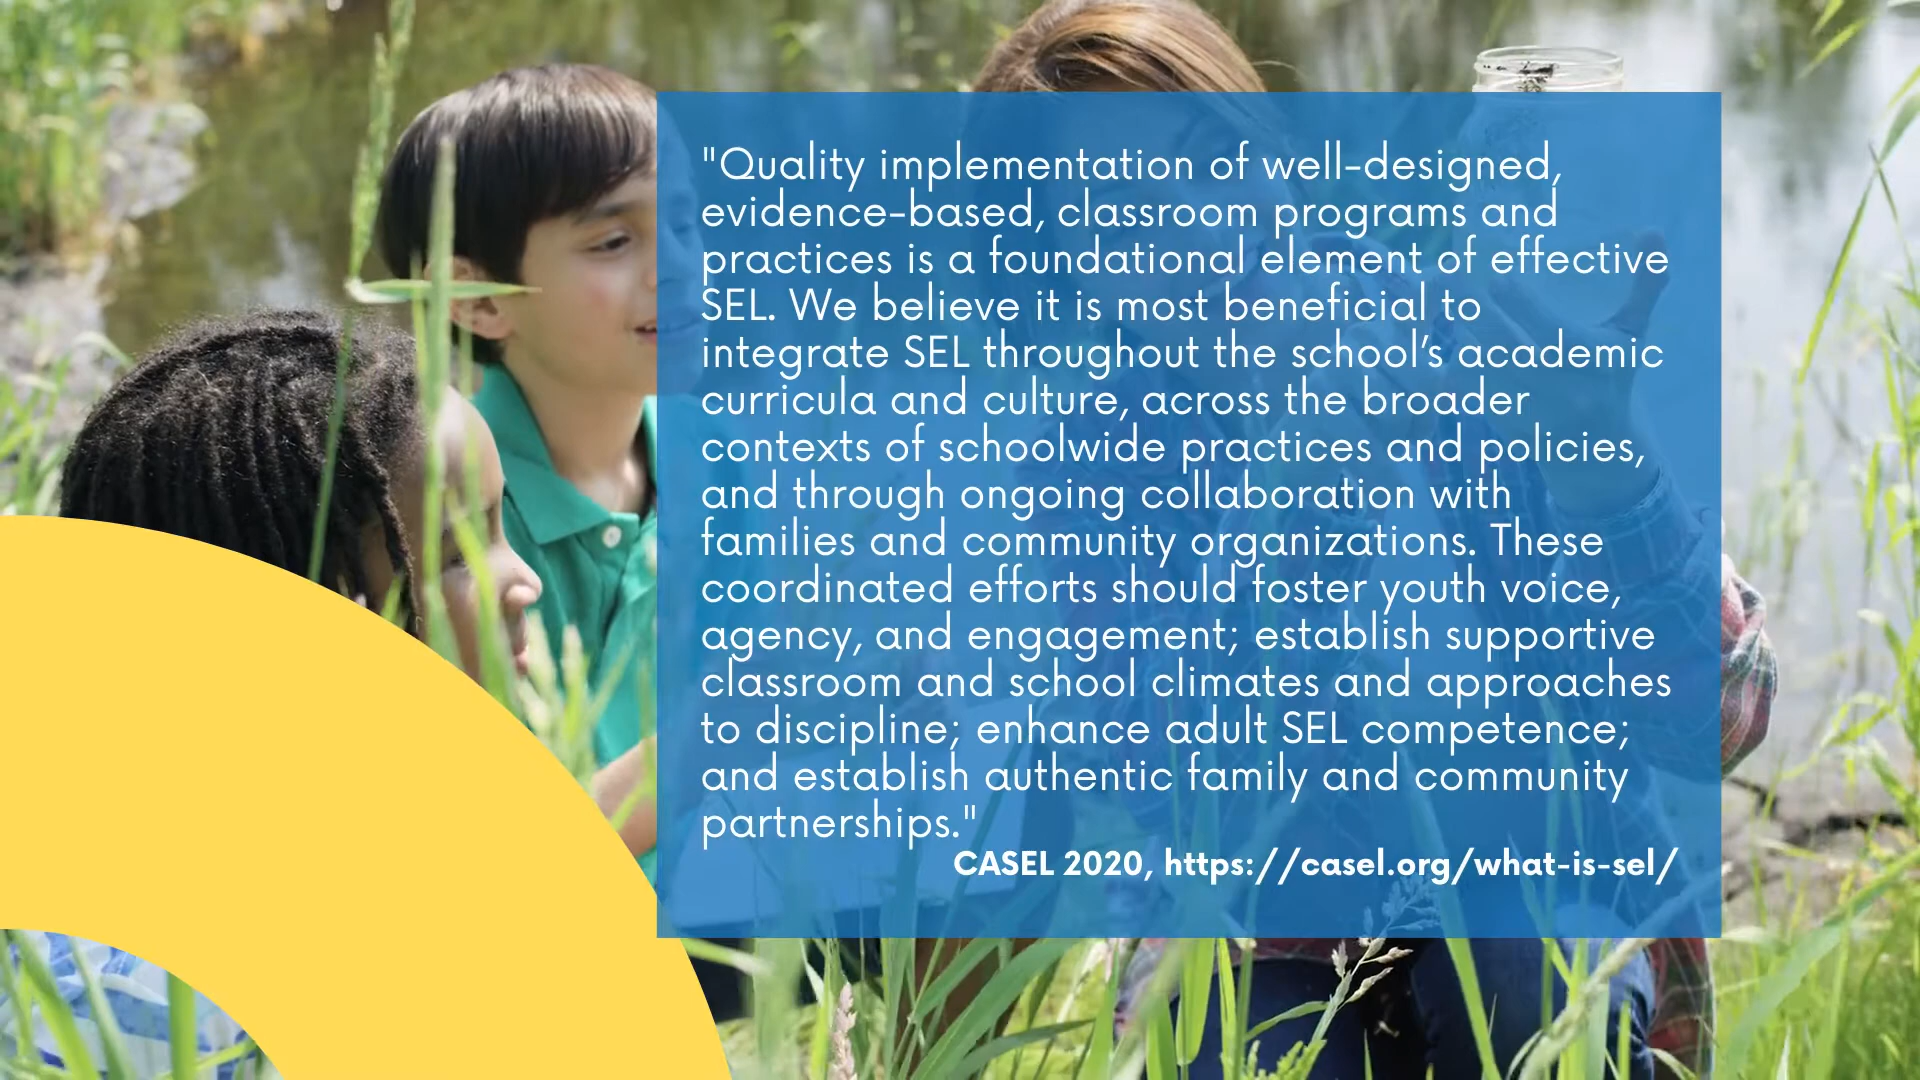 "Quality implementation of well-designed,
evidence-based, classroom programs and
practices is a foundational element of effective
SEL. We believe it is most beneficial to
integrate SEL throughout the school’s academic
curricula and culture, across the broader
contexts of schoolwide practices and policies,
and through ongoing collaboration with
families and community organizations. These
coordinated efforts should foster youth voice,
agency, and engagement; establish supportive
classroom and school climates and approaches
to discipline; enhance adult SEL competence;
and establish authentic family and community
partnerships."
CASEL 2020, https://casel.org/what-is-sel/